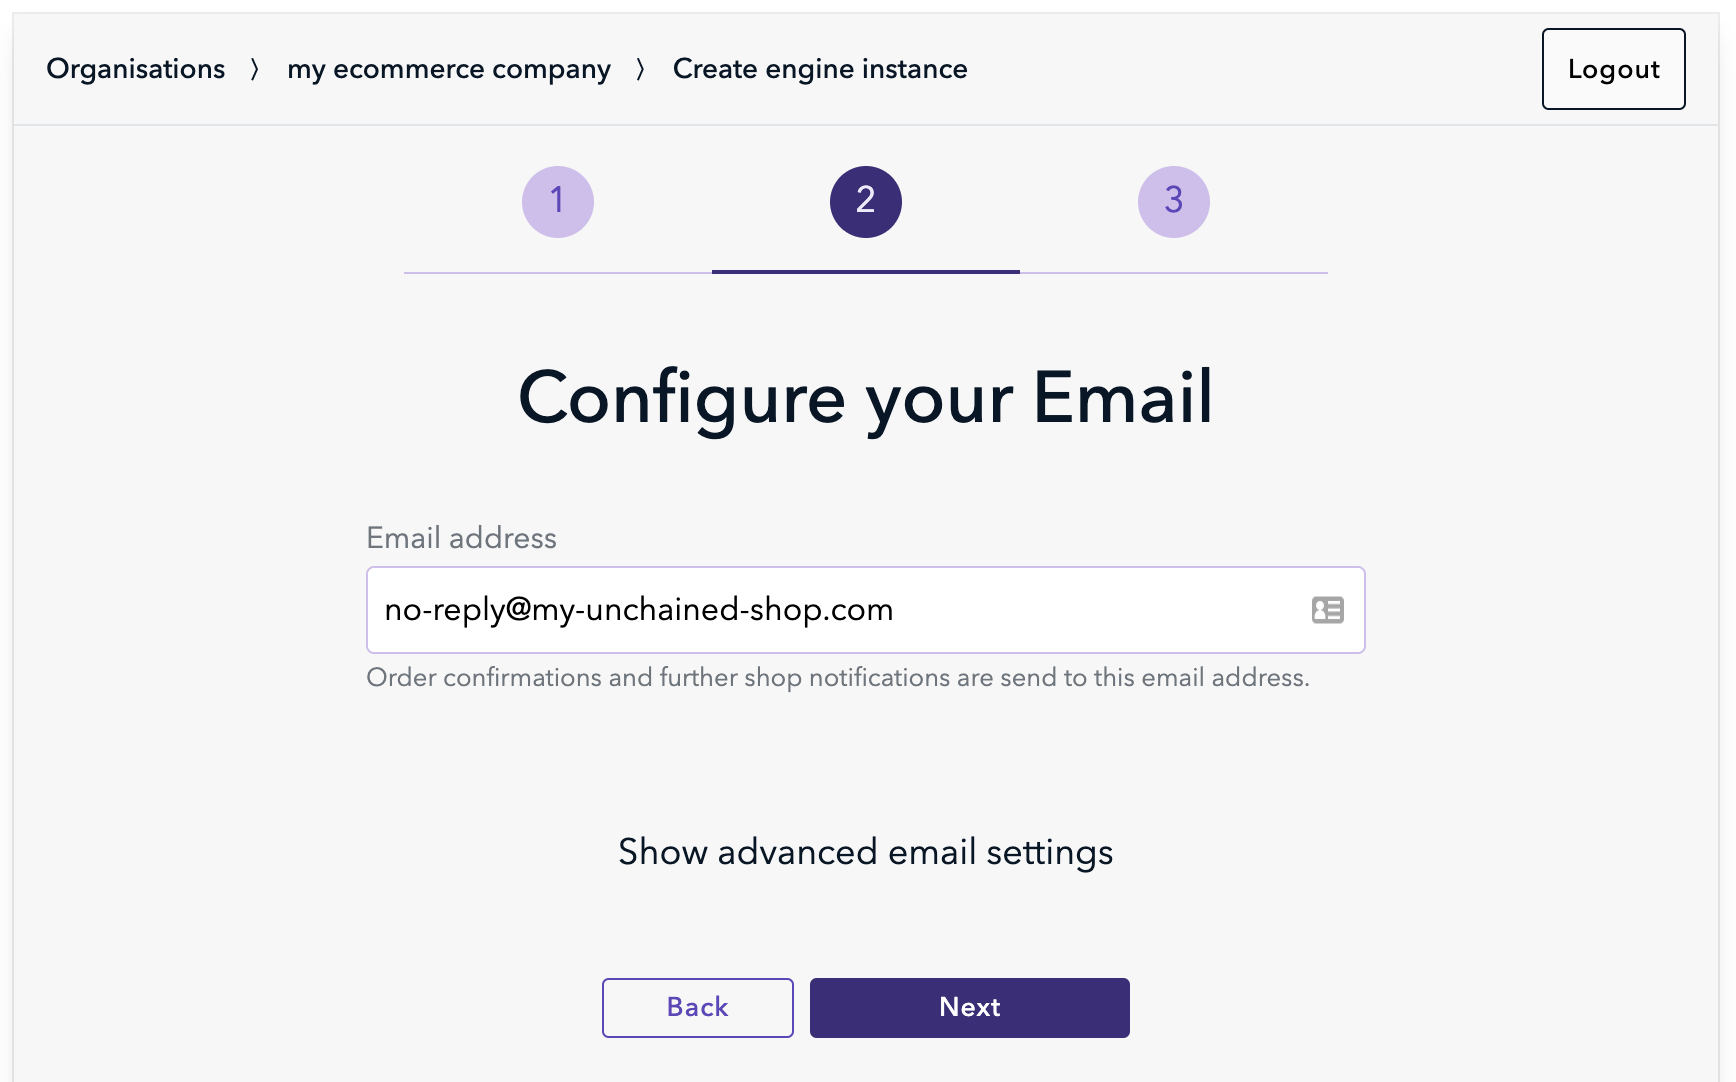 Organisations 〉 my ecommerce company 〉 Create engine instance
Logout
1 2 3
Configure your Email
Email address
no-reply@my-unchained-shop.com
Order confirmations and further shop notifications are send to this email address.
Show advanced email settings
Back Next